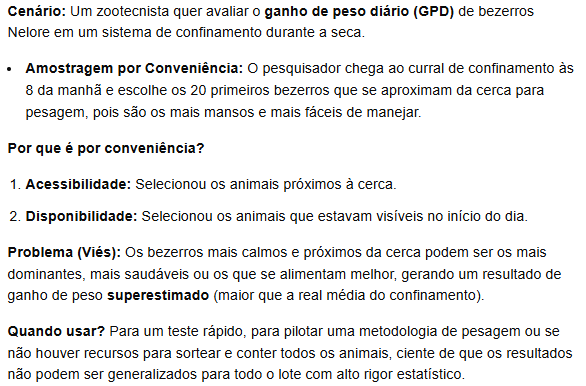 Cenário: Um zootecnista quer avaliar o ganho de peso diário (GPD) de bezerros
Nelore em um sistema de confinamento durante a seca.
• Amostragem por Conveniência: O pesquisador chega ao curral de confinamento às
8 da manhã e escolhe os 20 primeiros bezerros que se aproximam da cerca para
pesagem, pois são os mais mansos e mais fáceis de manejar.
Por que é por conveniência?
1. Acessibilidade: Selecionou os animais próximos à cerca.
2. Disponibilidade: Selecionou os animais que estavam visíveis no início do dia.
Problema (Viés): Os bezerros mais calmos e próximos da cerca podem ser os mais
dominantes, mais saudáveis ou os que se alimentam melhor, gerando um resultado de
ganho de peso superestimado (maior que a real média do confinamento).
Quando usar? Para um teste rápido, para pilotar uma metodologia de pesagem ou se
não houver recursos para sortear e conter todos os animais, ciente de que os resultados
não podem ser generalizados para todo o lote com alto rigor estatístico.